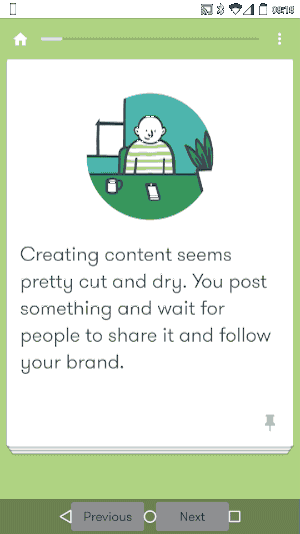 Creating content seems
pretty cut and dry. You post
something and wait for
people to share it and follow
your brand.
Previous
Next